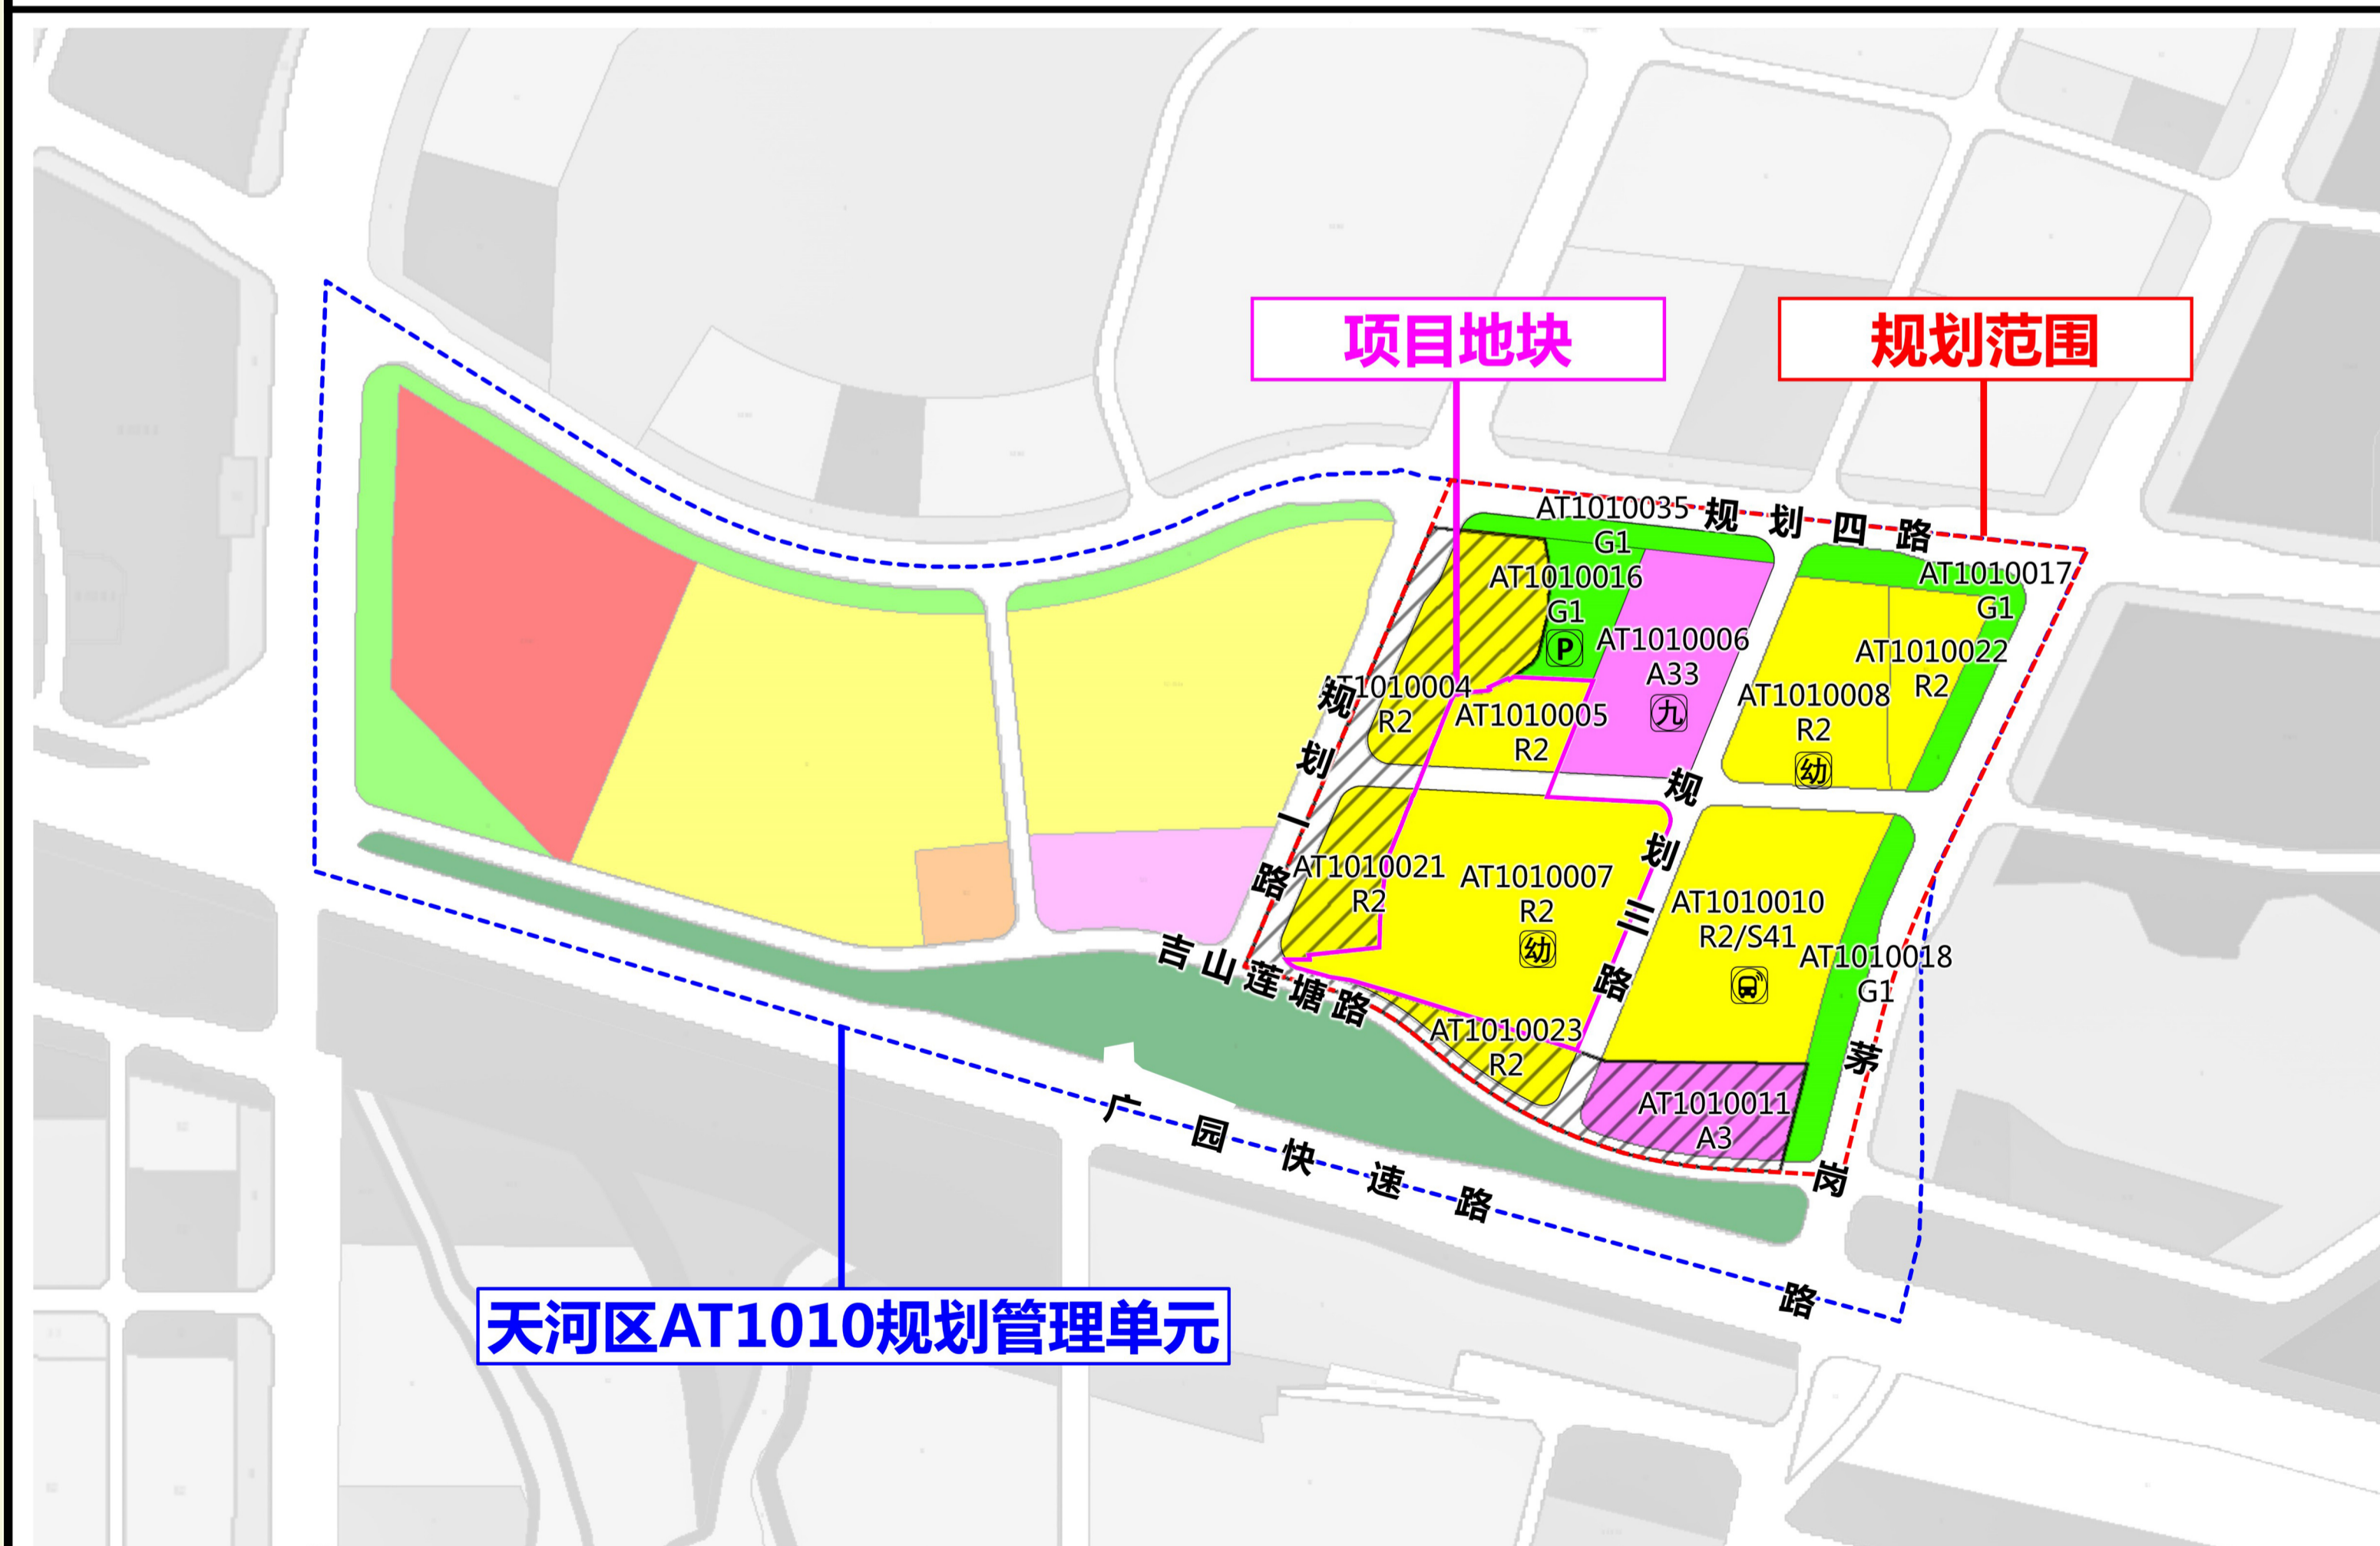 项目地块
规划范围
AT1010035
G1
规划四路
AT1010016
G1
P
AT1010017
G1
AT1010006
A33
九
AT1010022
R2
AT1010004
R2
AT1010005
R2
AT1010008
R2
幼
规划一路
规划三路
AT1010021
R2
AT1010007
R2
幼
AT1010010
R2/S41
AT1010018
G1
吉山莲塘路
AT1010023
R2
茅岗路
AT1010011
A3
广园快速路
天河区AT1010规划管理单元